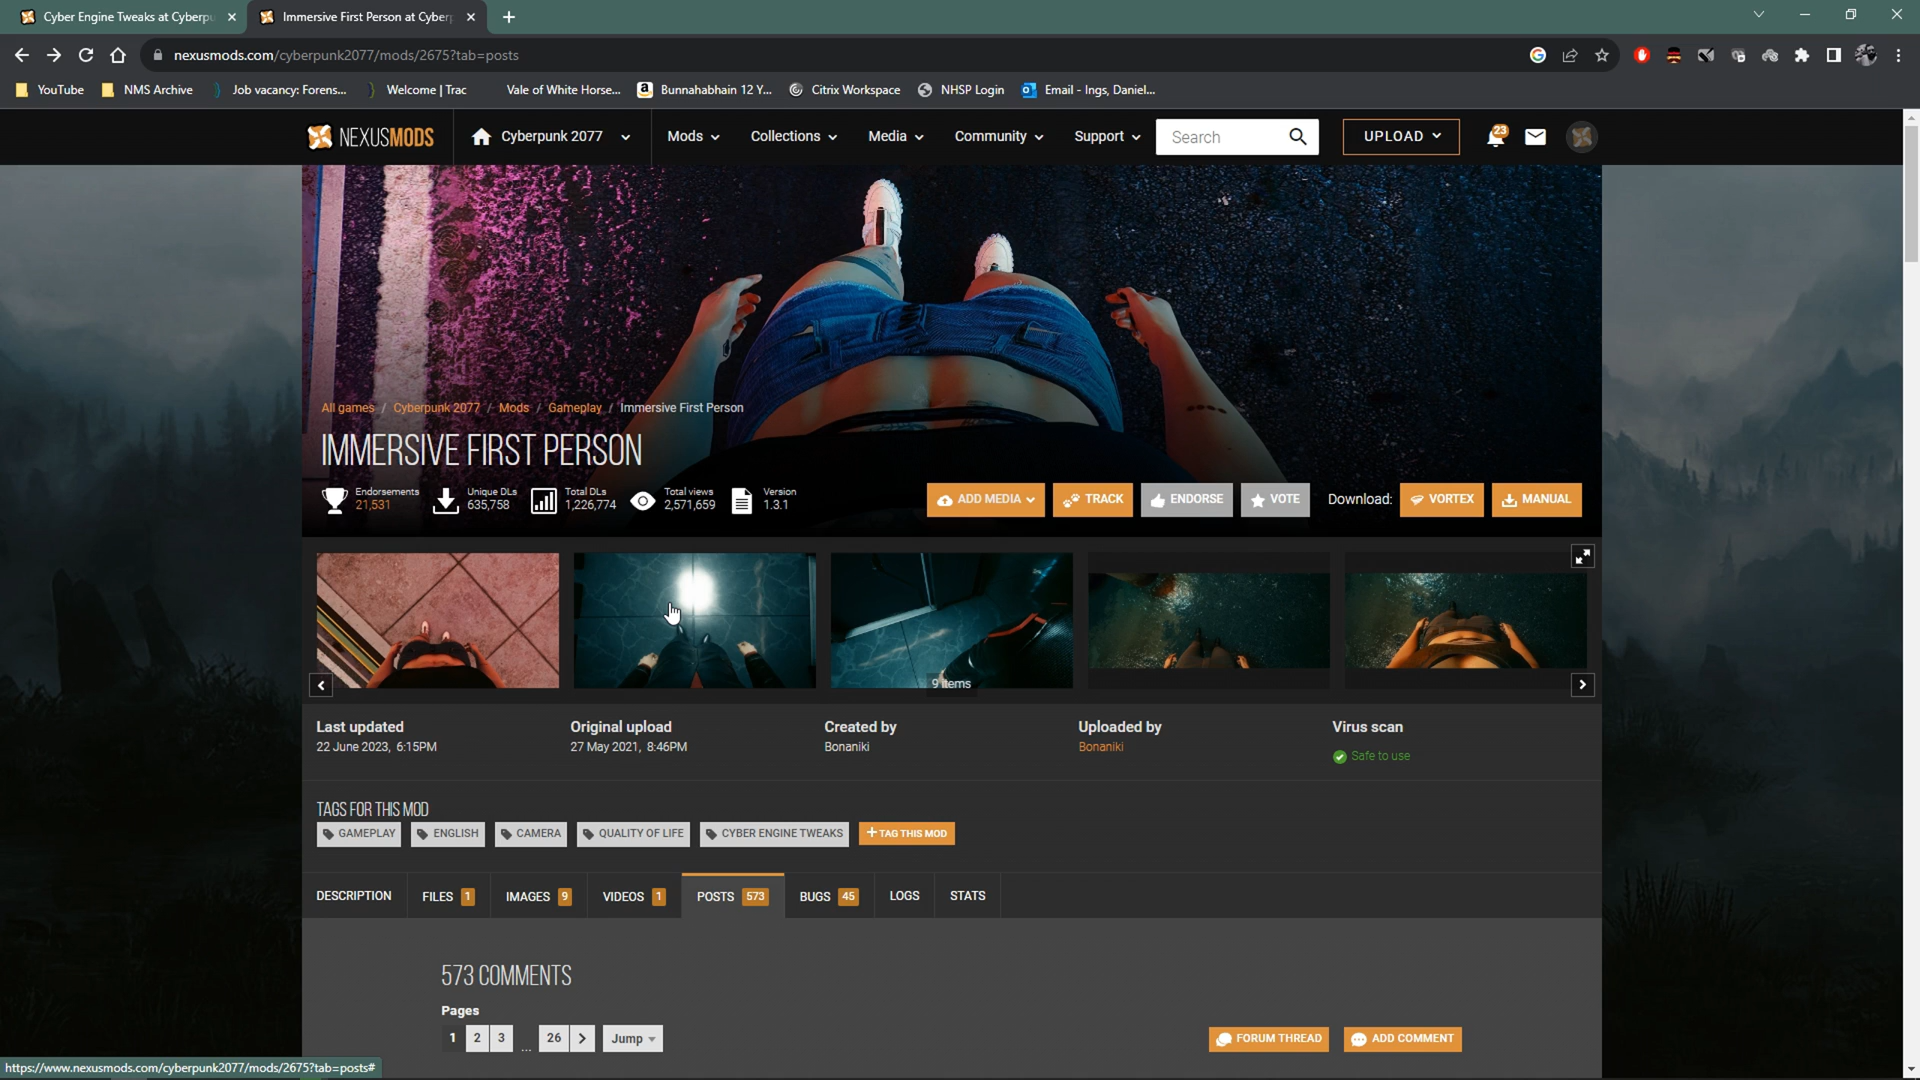 Cyber Engine Tweaks at Cyberpu
Immersive First Person at Cyberp
nexusmods.com/cyberpunk2077/mods/2675?tab=posts
YouTube
NMS Archive
Job vacancy: Forens...
Welcome | Trac
Vale of White Horse...
Bunnahabhain 12 Y...
Citrix Workspace
NHSP Login
Email - Ings, Daniel...
NEXUSMODS
Cyberpunk 2077
Mods
Collections
Media
Community
Support
Search
UPLOAD
23
All games / Cyberpunk 2077 / Mods / Gameplay / Immersive First Person
IMMERSIVE FIRST PERSON
Endorsements
21,531
Unique DLs
635,758
Total DLs
1,226,774
Total views
2,571,659
Version
1.3.1
ADD MEDIA
TRACK
ENDORSE
VOTE
Download:
VORTEX
MANUAL
9 items
Last updated
22 June 2023, 6:15PM
Original upload
27 May 2021, 8:46PM
Created by
Bonaniki
Uploaded by
Bonaniki
Virus scan
Safe to use
TAGS FOR THIS MOD
GAMEPLAY
ENGLISH
CAMERA
QUALITY OF LIFE
CYBER ENGINE TWEAKS
+ TAG THIS MOD
DESCRIPTION
FILES 1
IMAGES 9
VIDEOS 1
POSTS 573
BUGS 45
LOGS
STATS
573 COMMENTS
Pages
1 2 3 ... 26 > Jump
FORUM THREAD
ADD COMMENT
https://www.nexusmods.com/cyberpunk2077/mods/2675?tab=posts#